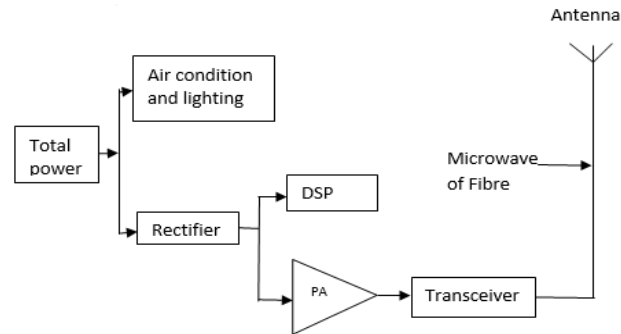 Antenna
Air condition
and lighting
Total
power
Microwave
of Fibre
DSP
Rectifier
PA
Transceiver